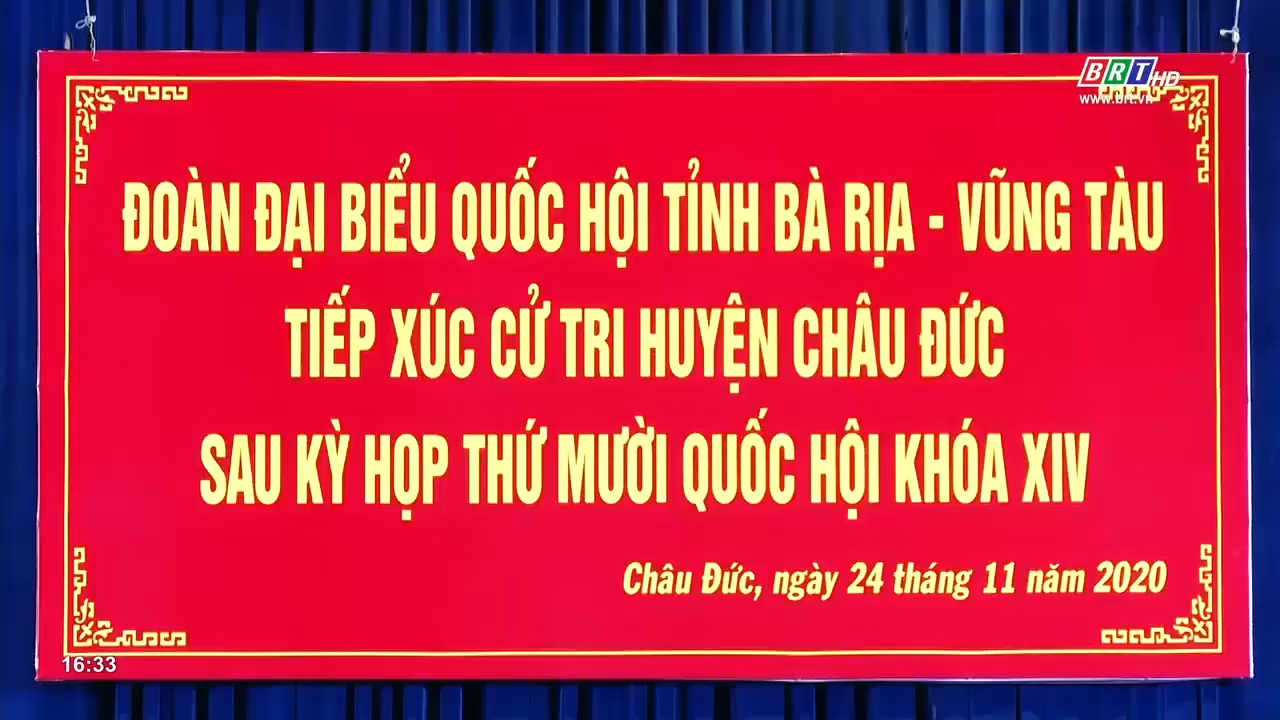 BRT HD
www.brt.vn
ĐOÀN ĐẠI BIỂU QUỐC HỘI TỈNH BÀ RỊA - VŨNG TÀU
TIẾP XÚC CỬ TRI HUYỆN CHÂU ĐỨC
SAU KỲ HỌP THỨ MƯỜI QUỐC HỘI KHÓA XIV
Châu Đức, ngày 24 tháng 11 năm 2020
16:33